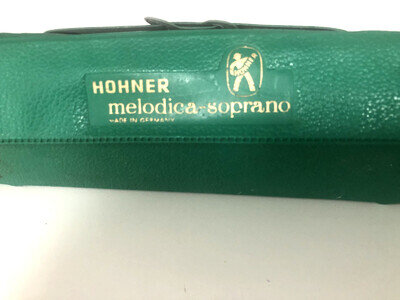 HOHNER
melodica-soprano
MADE IN GERMANY